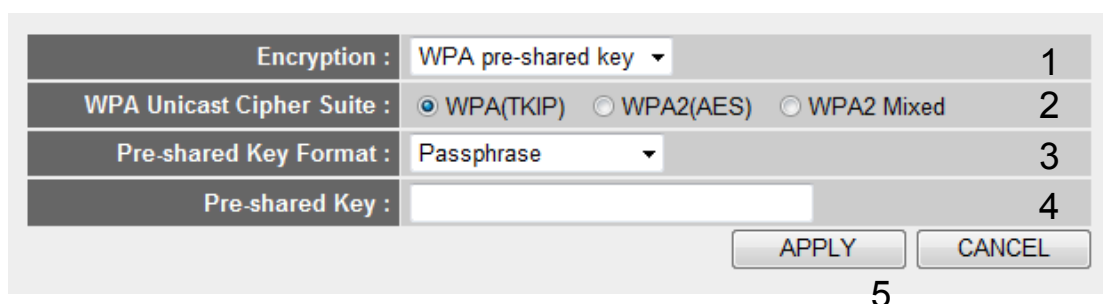 Encryption : WPA pre-shared key 1
WPA Unicast Cipher Suite : WPA(TKIP) WPA2(AES) WPA2 Mixed 2
Pre-shared Key Format : Passphrase 3
Pre-shared Key : 4
APPLY CANCEL
5